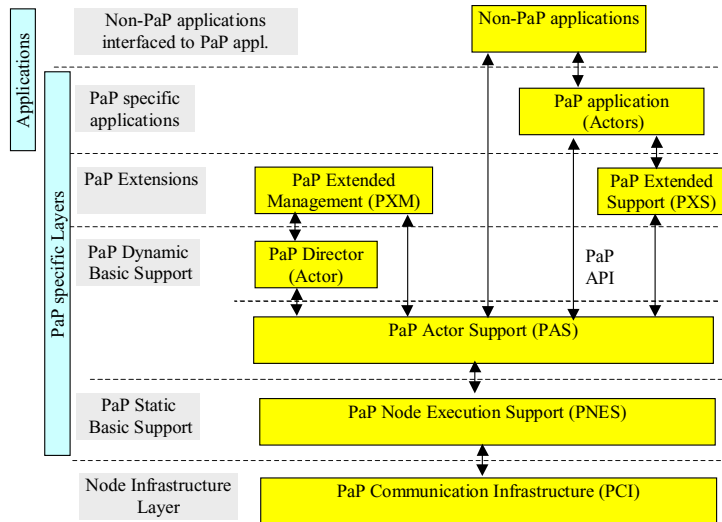 Applications
PaP specific Layers
Non-PaP applications
interfaced to PaP appl.
Non-PaP applications
PaP specific
applications
PaP application
(Actors)
PaP Extensions
PaP Extended
Management (PXM)
PaP Extended
Support (PXS)
PaP Dynamic
Basic Support
PaP Director
(Actor)
PaP
API
PaP Actor Support (PAS)
PaP Static
Basic Support
PaP Node Execution Support (PNES)
Node Infrastructure
Layer
PaP Communication Infrastructure (PCI)